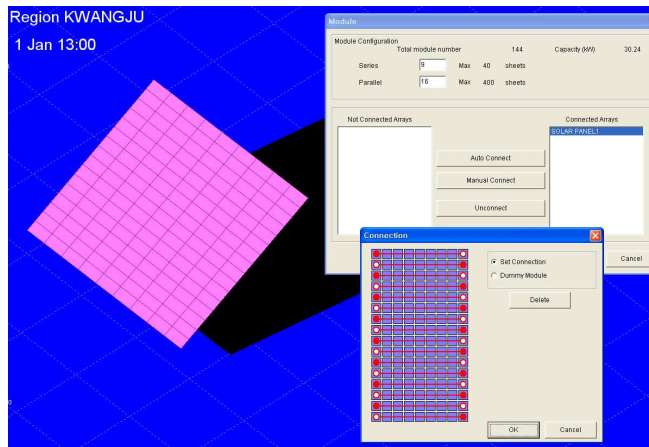 Region KWANGJU
1 Jan 13:00
Module
Module Configuration
Total module number 144 Capacity (kW) 30.24
Series 9 Max 40 sheets
Parallel 16 Max 400 sheets
Not Connected Arrays
Connected Arrays
SOLAR PANEL1
Auto Connect
Manual Connect
Unconnect
Cancel
Connection
Set Connection
Dummy Module
Delete
OK
Cancel